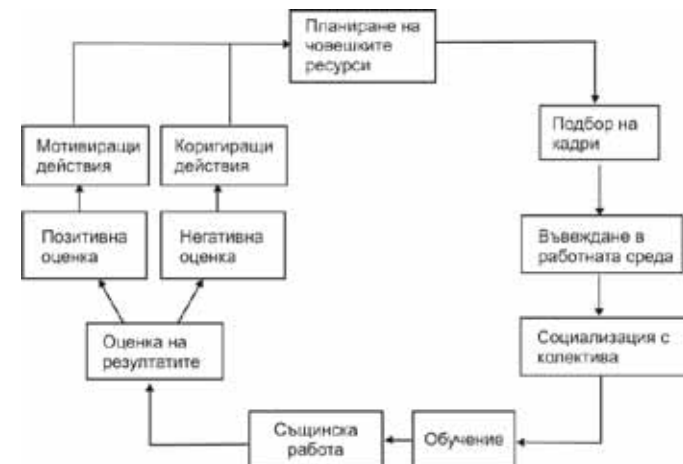 Планиране на
човешките
ресурси
Подбор на
кадри
Въвеждане в
работната среда
Социализация с
колектива
Обучение
Същинска
работа
Оценка на
резултатите
Позитивна
оценка
Негативна
оценка
Мотивиращи
действия
Коригиращи
действия